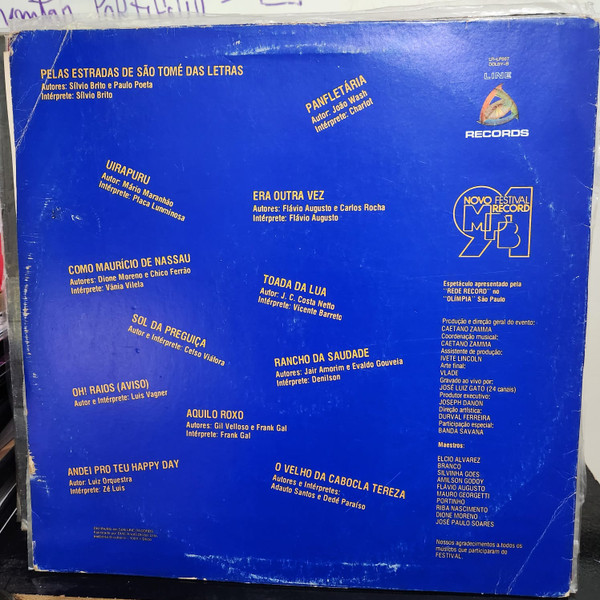 PELAS ESTRADAS DE SÃO TOMÉ DAS LETRAS
Autores: Sílvio Brito e Paulo Poeta
Intérprete: Sílvio Brito
PANFLETÁRIA
Autor: João Wash
Intérprete: Charlot
LINE
RECORDS
UIRAPURU
Autor: Mário Maranhão
Intérprete: Placa Lumminosa
ERA OUTRA VEZ
Autores: Flávio Augusto e Carlos Rocha
Intérprete: Flávio Augusto
NOVO FESTIVAL
RECORD
MPB
91
COMO MAURÍCIO DE NASSAU
Autores: Dione Moreno e Chico Ferrão
Intérprete: Vânia Vilela
TOADA DA LUA
Autor: J. C. Costa Netto
Intérprete: Vicente Barreto
SOL DA PREGUIÇA
Autor e Intérprete: Celso Viáfora
RANCHO DA SAUDADE
Autores: Jair Amorim e Evaldo Gouveia
Intérprete: Denilson
OH! RAIOS (AVISO)
Autor e Intérprete: Luis Vagner
AQUILO ROXO
Autores: Gil Velloso e Frank Gal
Intérprete: Frank Gal
ANDEI PRO TEU HAPPY DAY
Autor: Luiz Orquestra
Intérprete: Zé Luis
O VELHO DA CABOCLA TEREZA
Autores e Intérpretes:
Adauto Santos e Dedé Paraíso
Espetáculo apresentado pela
"REDE RECORD" no
"OLÍMPIA" São Paulo
Produção e direção geral do evento:
CAETANO ZAMMA
Coordenação musical:
CAETANO ZAMMA
Assistente de produção:
IVETE LINCOLN
Arte final:
VLADE
Gravado ao vivo por:
JOSÉ LUIZ GATO (24 canais)
Produtor executivo:
JOSEPH DANON
Direção artística:
DURVAL FERREIRA
Participação especial:
BANDA SAVANA
Maestros:
ELCIO ALVAREZ
BRANCO
SILVINHA GOES
AMILSON GODOY
FLÁVIO AUGUSTO
MAURO GEORGETTI
PORTINHO
RIBA NASCIMENTO
DIONE MORENO
JOSÉ PAULO SOARES
Nossos agradecimentos a todos os
músicos que participaram do
FESTIVAL